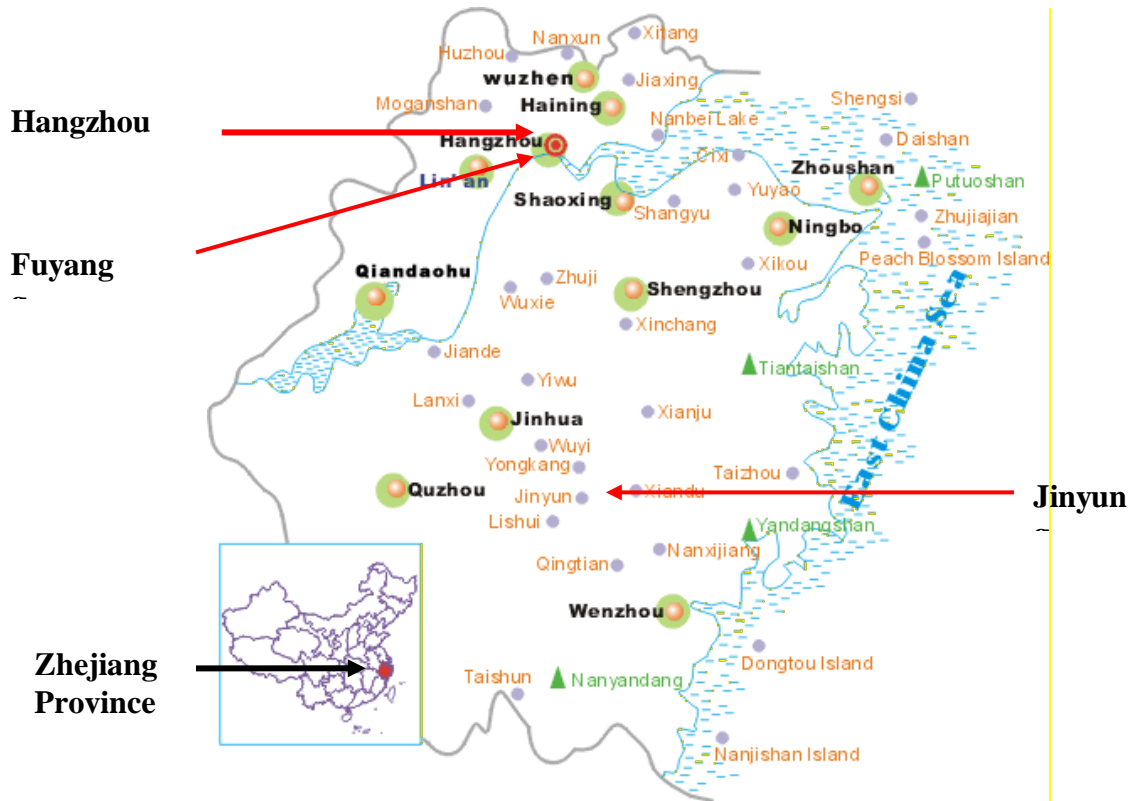 Xitang
Nanxun
Huzhou
wuzhen
Jiaxing
Moganshan
Haining
Shengsi
Hangzhou
Nanbei Lake
Hangzhou
Daishan
Cixi
Zhoushan
Lin'an
Putuoshan
Yuyao
Shaoxing
Shangyu
Zhujiajian
Ningbo
Peach Blossom Island
Fuyang
Xikou
Qiandaohu
Zhuji
Shengzhou
Wuxie
Xinchang
Jiande
Tiantaishan
East China Sea
Yiwu
Lanxi
Xianju
Jinhua
Wuyi
Yongkang
Taizhou
Quzhou
Jinyun
Xiandu
Jinyun
Lishui
Yandangshan
Nanxijiang
Qingtian
Wenzhou
Zhejiang
Province
Dongtou Island
Taishun
Nanyandang
Nanjishan Island